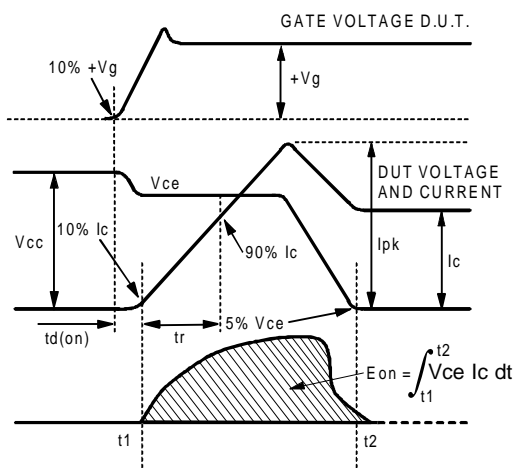 GATE VOLTAGE D.U.T.
10% +Vg
+Vg
Vce
DUT VOLTAGE
AND CURRENT
Vcc
10% Ic
90% Ic
Ipk
Ic
td(on)
tr
5% Vce
Eon = ∫ Vce Ic dt
t2
t1
t1
t2